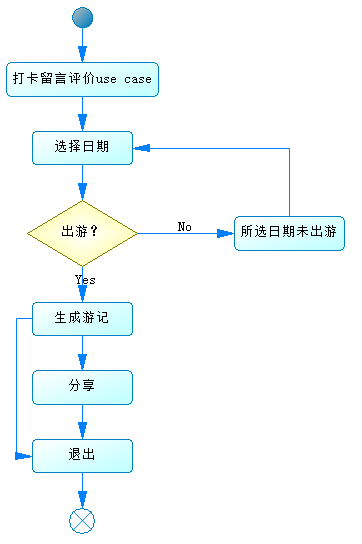 打卡留言评价use case
选择日期
出游？
No
所选日期未出游
Yes
生成游记
分享
退出